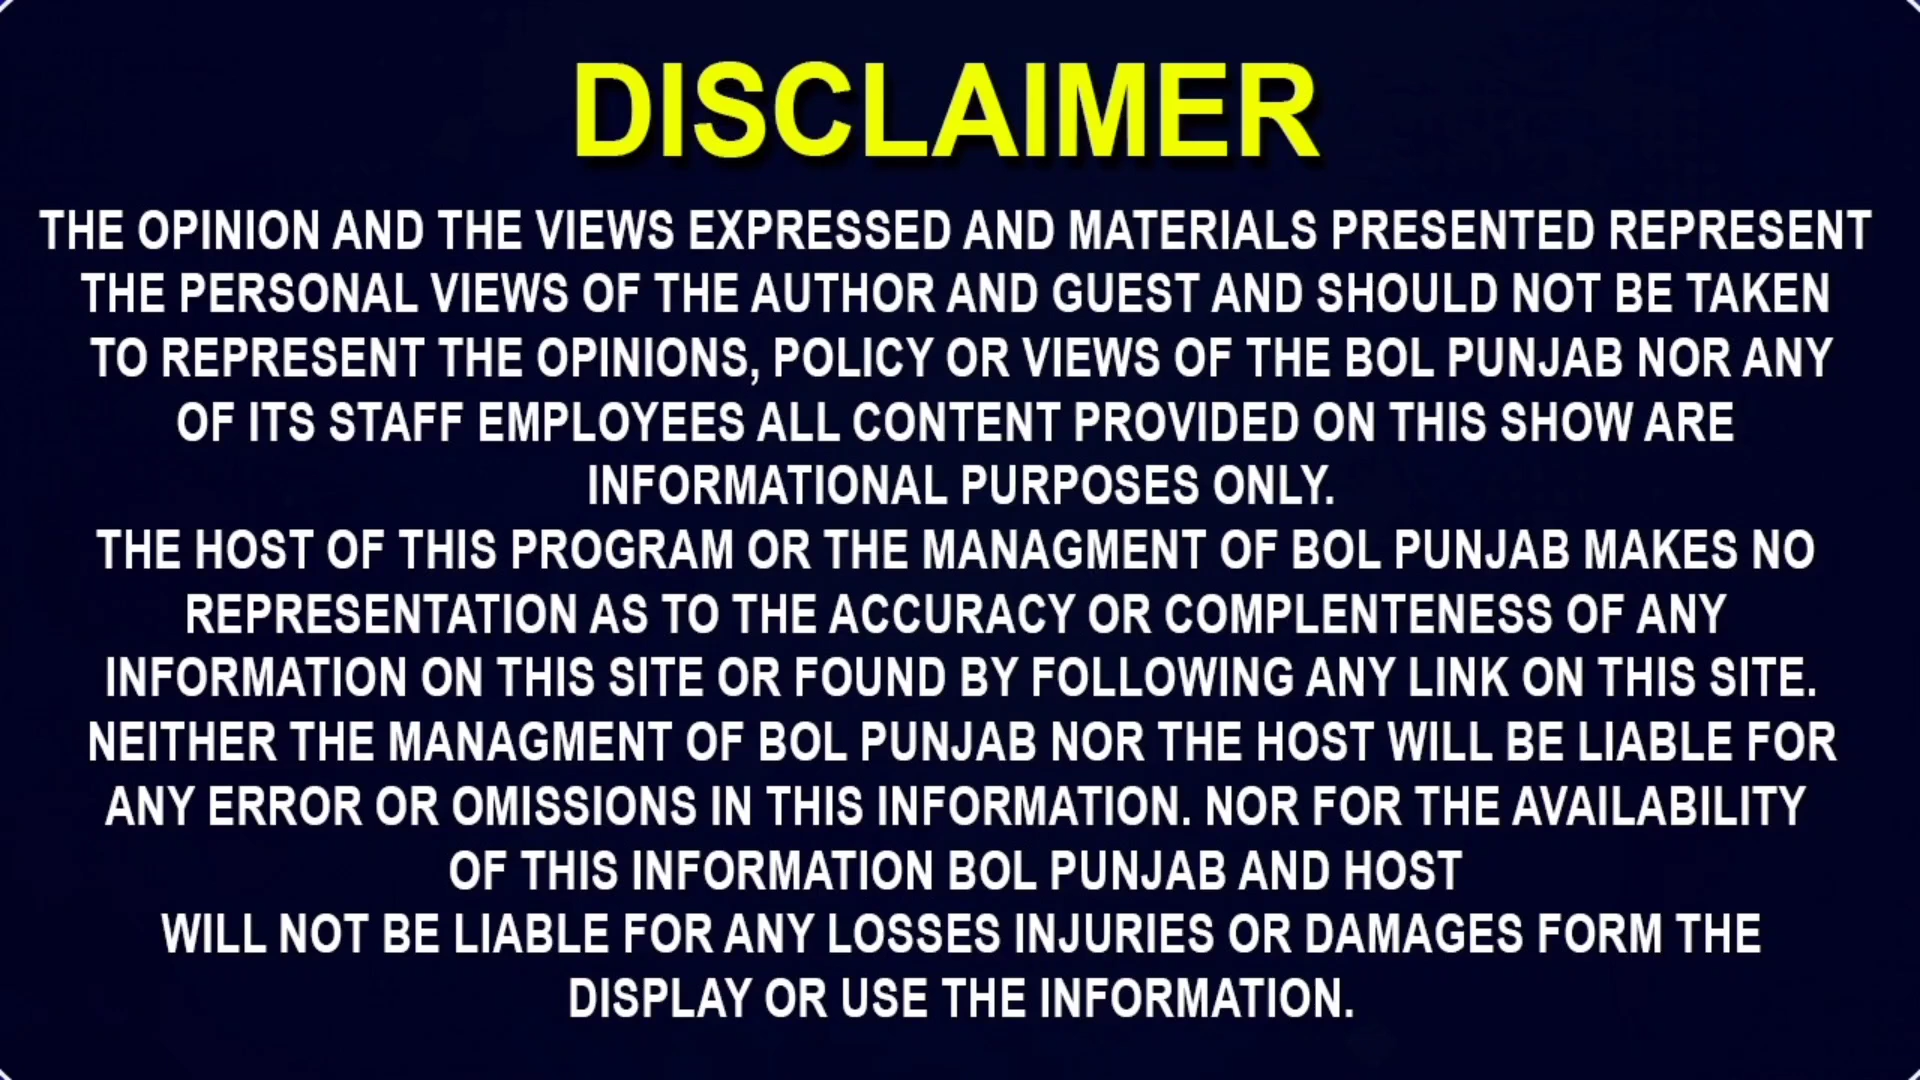 DISCLAIMER
THE OPINION AND THE VIEWS EXPRESSED AND MATERIALS PRESENTED REPRESENT
THE PERSONAL VIEWS OF THE AUTHOR AND GUEST AND SHOULD NOT BE TAKEN
TO REPRESENT THE OPINIONS, POLICY OR VIEWS OF THE BOL PUNJAB NOR ANY
OF ITS STAFF EMPLOYEES ALL CONTENT PROVIDED ON THIS SHOW ARE
INFORMATIONAL PURPOSES ONLY.
THE HOST OF THIS PROGRAM OR THE MANAGMENT OF BOL PUNJAB MAKES NO
REPRESENTATION AS TO THE ACCURACY OR COMPLENTENESS OF ANY
INFORMATION ON THIS SITE OR FOUND BY FOLLOWING ANY LINK ON THIS SITE.
NEITHER THE MANAGMENT OF BOL PUNJAB NOR THE HOST WILL BE LIABLE FOR
ANY ERROR OR OMISSIONS IN THIS INFORMATION. NOR FOR THE AVAILABILITY
OF THIS INFORMATION BOL PUNJAB AND HOST
WILL NOT BE LIABLE FOR ANY LOSSES INJURIES OR DAMAGES FORM THE
DISPLAY OR USE THE INFORMATION.